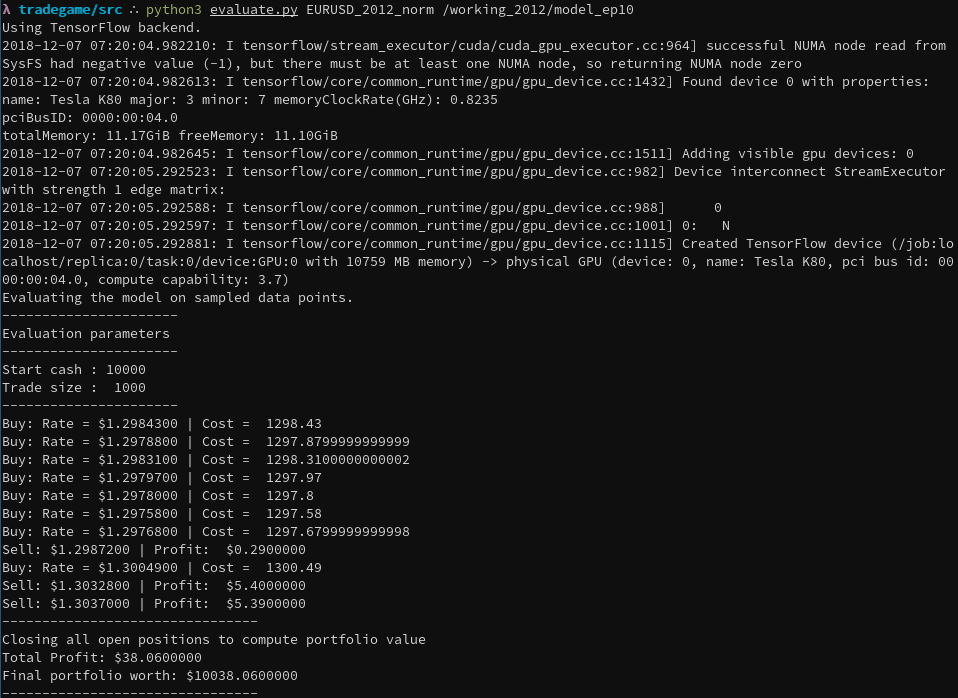 λ tradegame/src ∴ python3 evaluate.py EURUSD_2012_norm /working_2012/model_ep10
Using TensorFlow backend.
2018-12-07 07:20:04.982210: I tensorflow/stream_executor/cuda/cuda_gpu_executor.cc:964] successful NUMA node read from
SysFS had negative value (-1), but there must be at least one NUMA node, so returning NUMA node zero
2018-12-07 07:20:04.982613: I tensorflow/core/common_runtime/gpu/gpu_device.cc:1432] Found device 0 with properties:
name: Tesla K80 major: 3 minor: 7 memoryClockRate(GHz): 0.8235
pciBusID: 0000:00:04.0
totalMemory: 11.17GiB freeMemory: 11.10GiB
2018-12-07 07:20:04.982645: I tensorflow/core/common_runtime/gpu/gpu_device.cc:1511] Adding visible gpu devices: 0
2018-12-07 07:20:05.292523: I tensorflow/core/common_runtime/gpu/gpu_device.cc:982] Device interconnect StreamExecutor
with strength 1 edge matrix:
2018-12-07 07:20:05.292588: I tensorflow/core/common_runtime/gpu/gpu_device.cc:988]      0
2018-12-07 07:20:05.292597: I tensorflow/core/common_runtime/gpu/gpu_device.cc:1001] 0:   N
2018-12-07 07:20:05.292881: I tensorflow/core/common_runtime/gpu/gpu_device.cc:1115] Created TensorFlow device (/job:lo
calhost/replica:0/task:0/device:GPU:0 with 10759 MB memory) -> physical GPU (device: 0, name: Tesla K80, pci bus id: 00
00:00:04.0, compute capability: 3.7)
Evaluating the model on sampled data points.
----------------------
Evaluation parameters
----------------------
Start cash : 10000
Trade size :  1000
----------------------
Buy: Rate = $1.2984300 | Cost =  1298.43
Buy: Rate = $1.2978800 | Cost =  1297.8799999999999
Buy: Rate = $1.2983100 | Cost =  1298.3100000000002
Buy: Rate = $1.2979700 | Cost =  1297.97
Buy: Rate = $1.2978000 | Cost =  1297.8
Buy: Rate = $1.2975800 | Cost =  1297.58
Buy: Rate = $1.2976800 | Cost =  1297.6799999999998
Sell: $1.2987200 | Profit:  $0.2900000
Buy: Rate = $1.3004900 | Cost =  1300.49
Sell: $1.3032800 | Profit:  $5.4000000
Sell: $1.3037000 | Profit:  $5.3900000
--------------------------------
Closing all open positions to compute portfolio value
Total Profit: $38.0600000
Final portfolio worth: $10038.0600000
--------------------------------